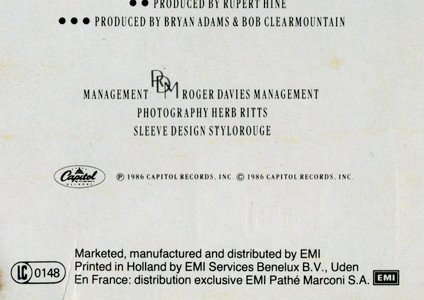 ●● PRODUCED BY RUPERT HINE
●●● PRODUCED BY BRYAN ADAMS & BOB CLEARMOUNTAIN
MANAGEMENT RDM ROGER DAVIES MANAGEMENT
PHOTOGRAPHY HERB RITTS
SLEEVE DESIGN STYLOROUGE
Capitol
RECORDS
℗ 1986 CAPITOL RECORDS, INC. © 1986 CAPITOL RECORDS, INC.
Marketed, manufactured and distributed by EMI
Printed in Holland by EMI Services Benelux B.V., Uden
LC 0148
En France: distribution exclusive EMI Pathé Marconi S.A. EMI